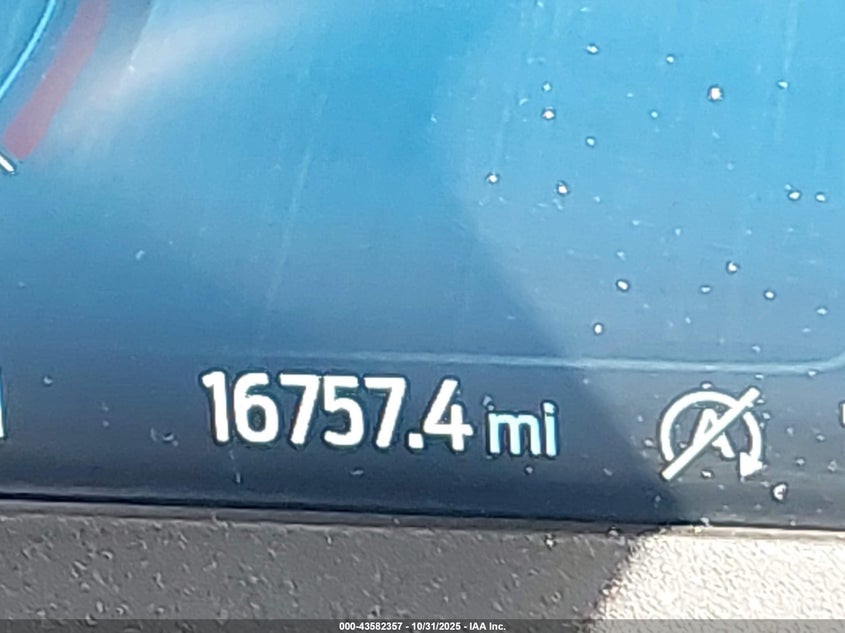 16757.4 mi
A
000-43582357 - 10/31/2025 - IAA Inc.